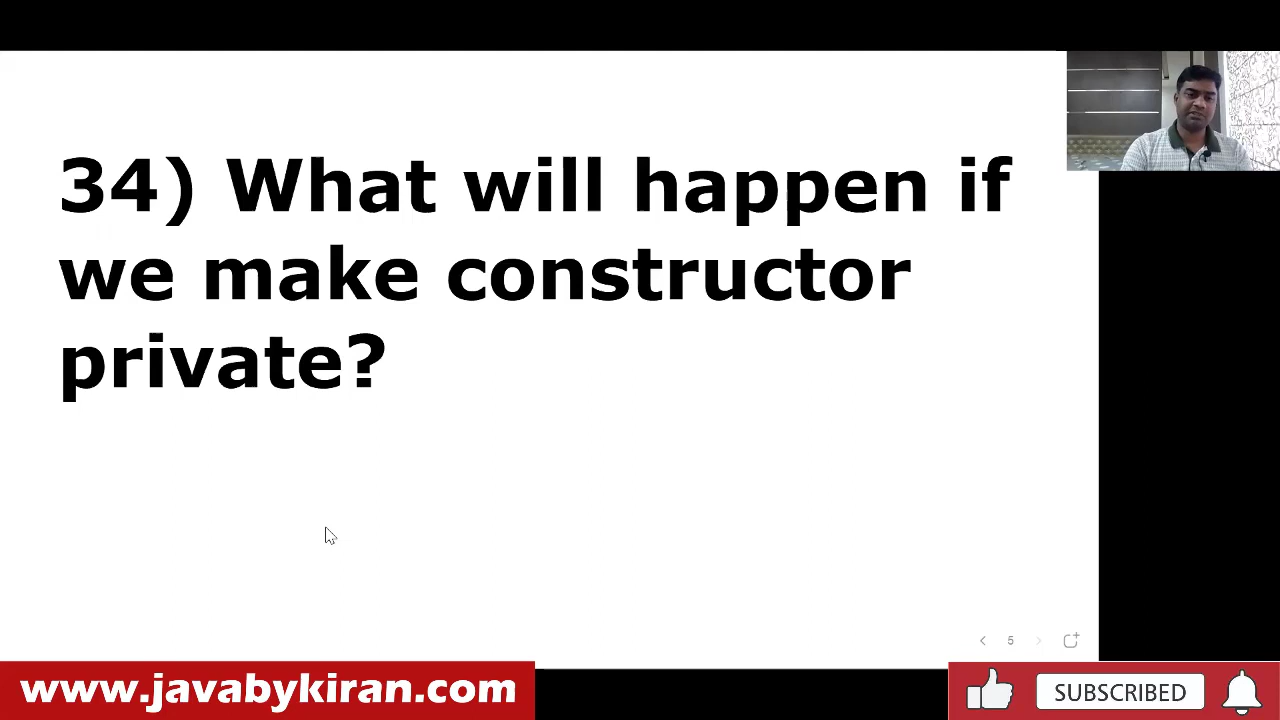 34) What will happen if
we make constructor
private?
5
www.javabykiran.com
SUBSCRIBED